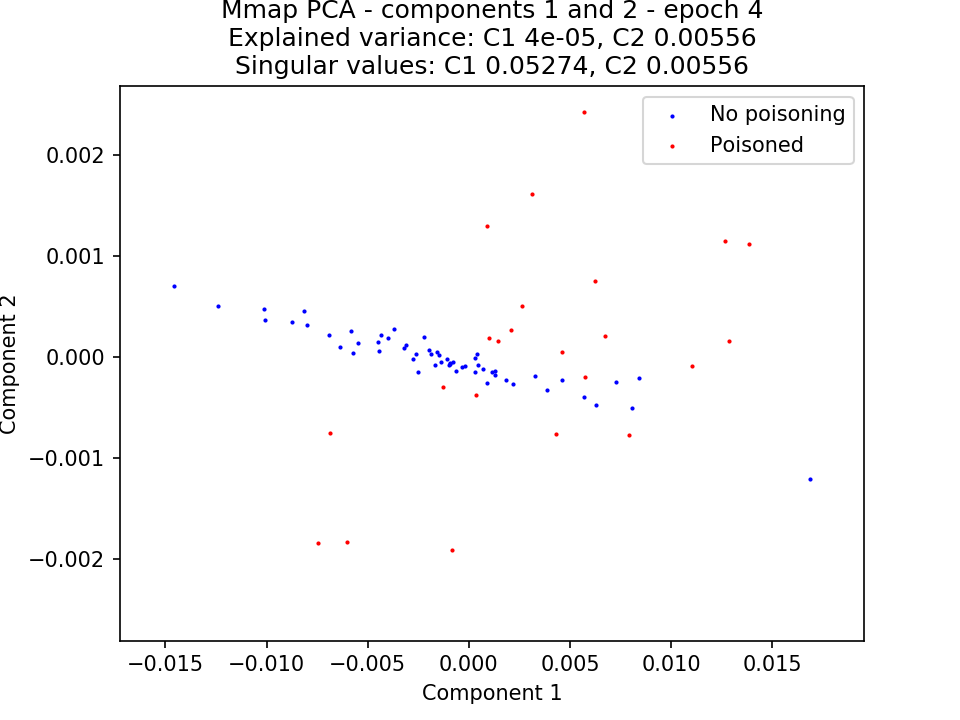 Mmap PCA - components 1 and 2 - epoch 4
Explained variance: C1 4e-05, C2 0.00556
Singular values: C1 0.05274, C2 0.00556
No poisoning
Poisoned
0.002
0.001
0.000
−0.001
−0.002
Component 2
−0.015 −0.010 −0.005 0.000 0.005 0.010 0.015
Component 1